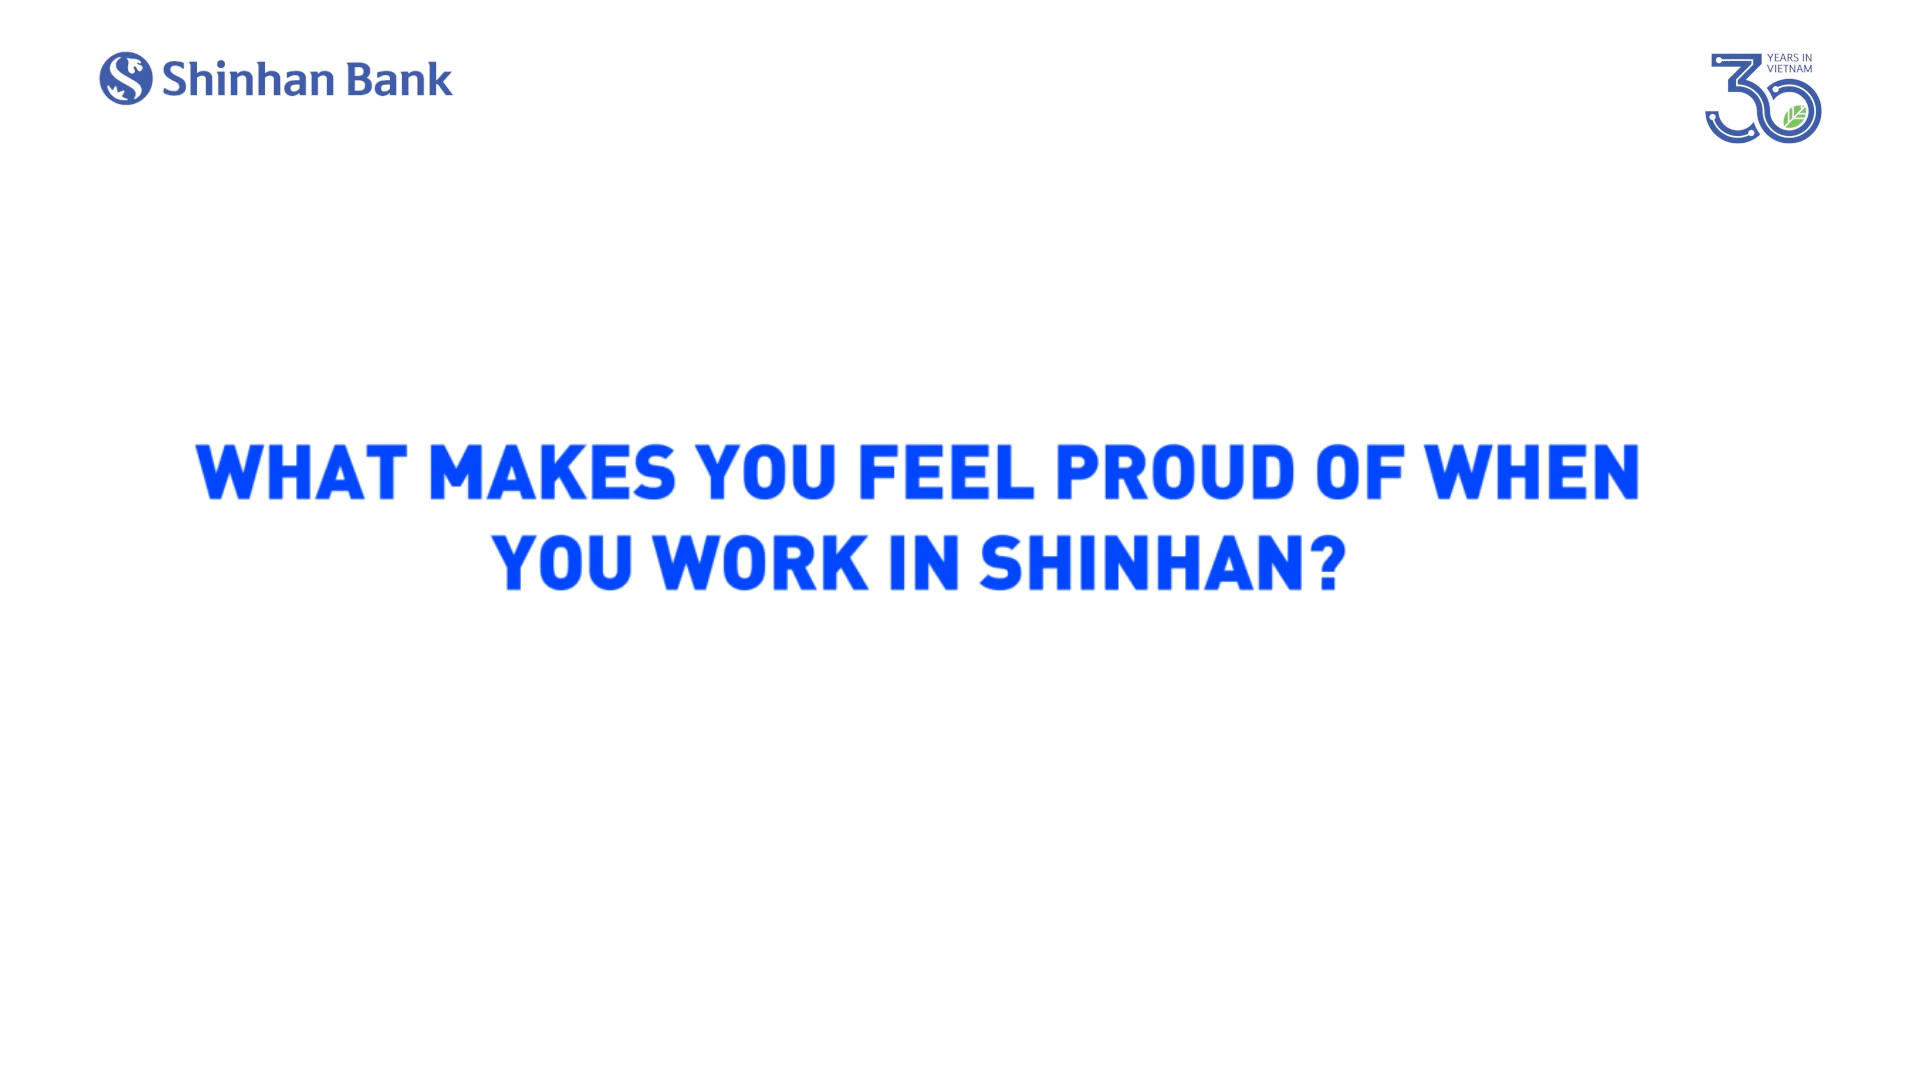 Shinhan Bank
30 YEARS IN
VIETNAM
WHAT MAKES YOU FEEL PROUD OF WHEN
YOU WORK IN SHINHAN?